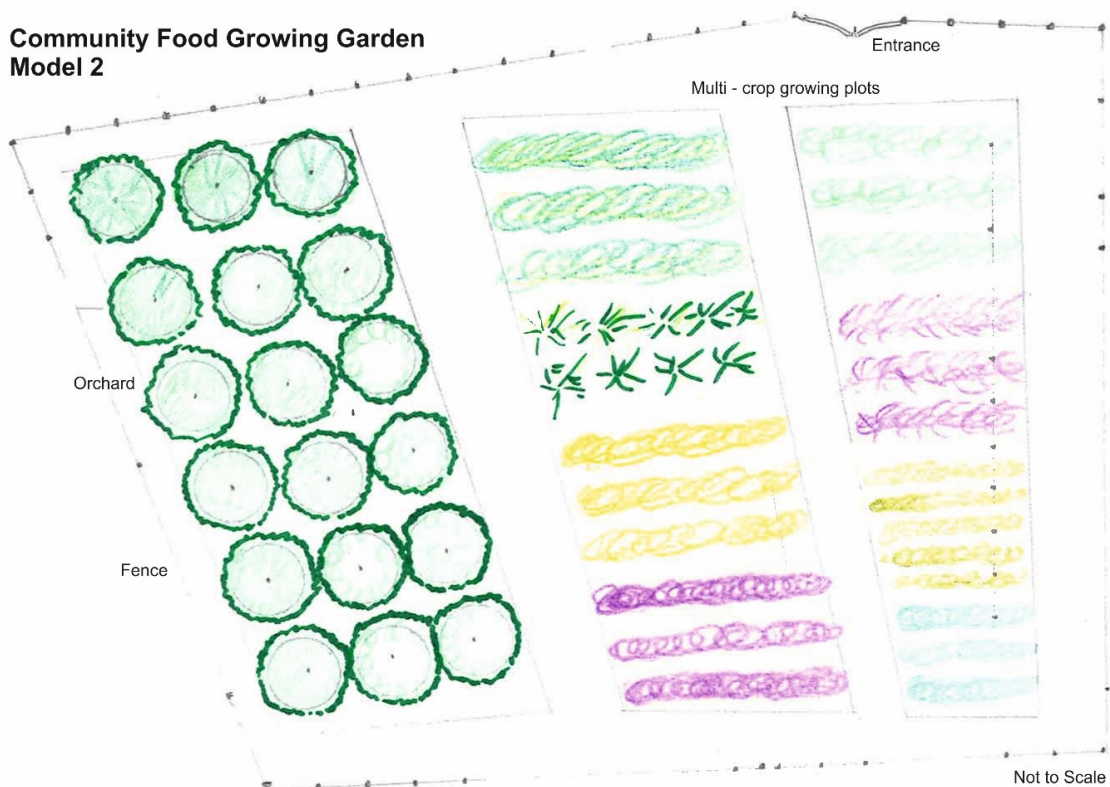 Community Food Growing Garden
Model 2
Entrance
Multi - crop growing plots
Orchard
Fence
Not to Scale